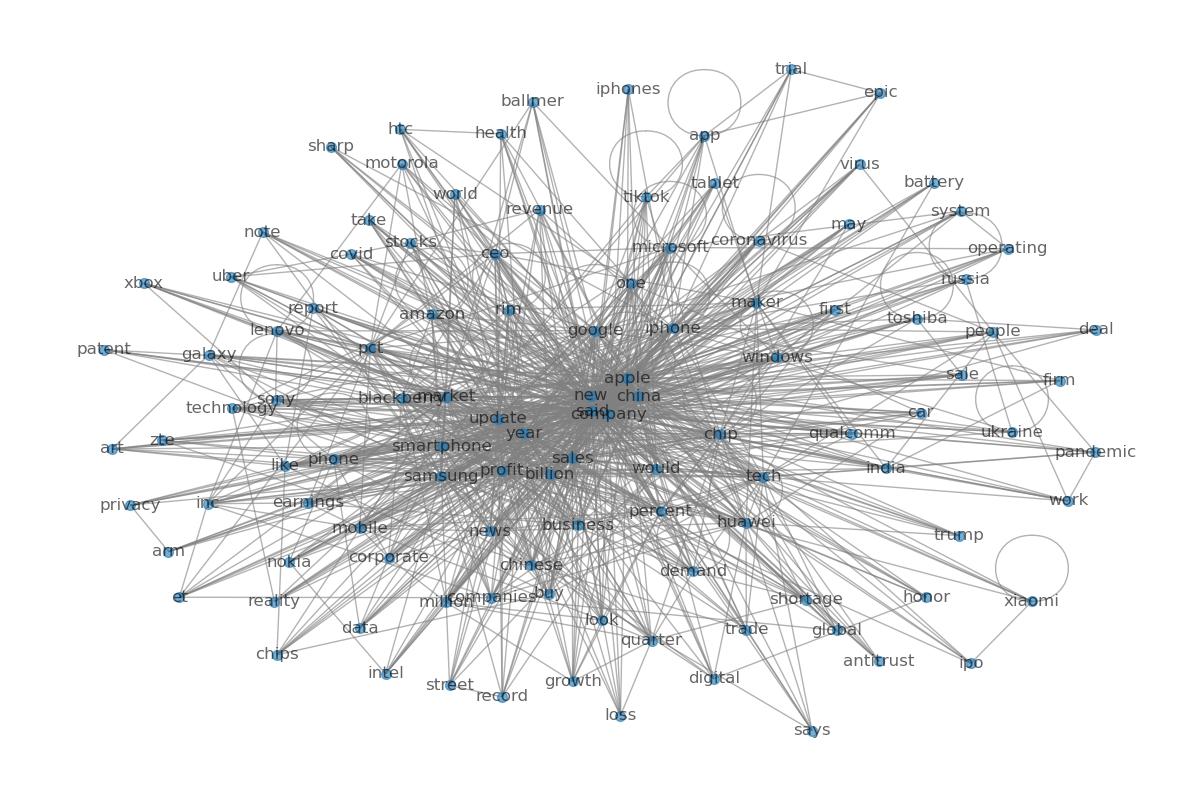 trial
iphones
epic
ballmer
htc
health
app
sharp
motorola
virus
battery
tablet
world
tiktok
revenue
system
take
may
note
stocks
coronavirus
microsoft
operating
covid
ceo
uber
russia
xbox
one
report
amazon
rim
maker
first
toshiba
lenovo
google
iphone
people
deal
patent
pct
galaxy
windows
sale
apple
firm
new
china
sony
blackberry
market
technology
said
company
car
update
year
chip
qualcomm
ukraine
zte
art
smartphone
pandemic
phone
sales
like
profit
billion
would
india
samsung
tech
work
privacy
inc
earnings
percent
mobile
news
business
huawei
trump
arm
corporate
nokia
chinese
demand
buy
et
reality
million
companies
shortage
honor
xiaomi
data
look
trade
global
quarter
chips
antitrust
ipo
intel
street
growth
digital
record
loss
says